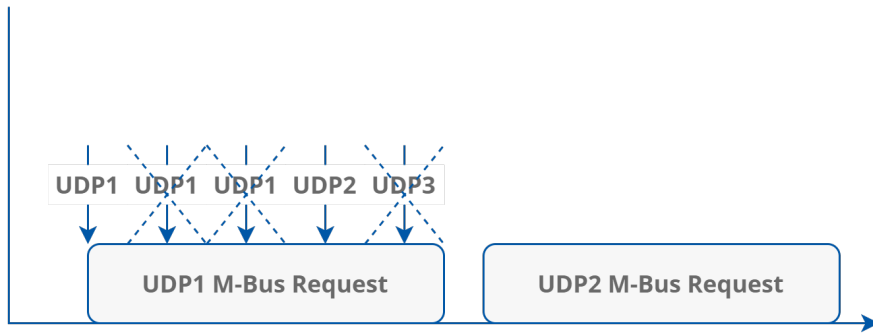 UDP1 UDP1 UDP1 UDP2 UDP3
UDP1 M-Bus Request UDP2 M-Bus Request